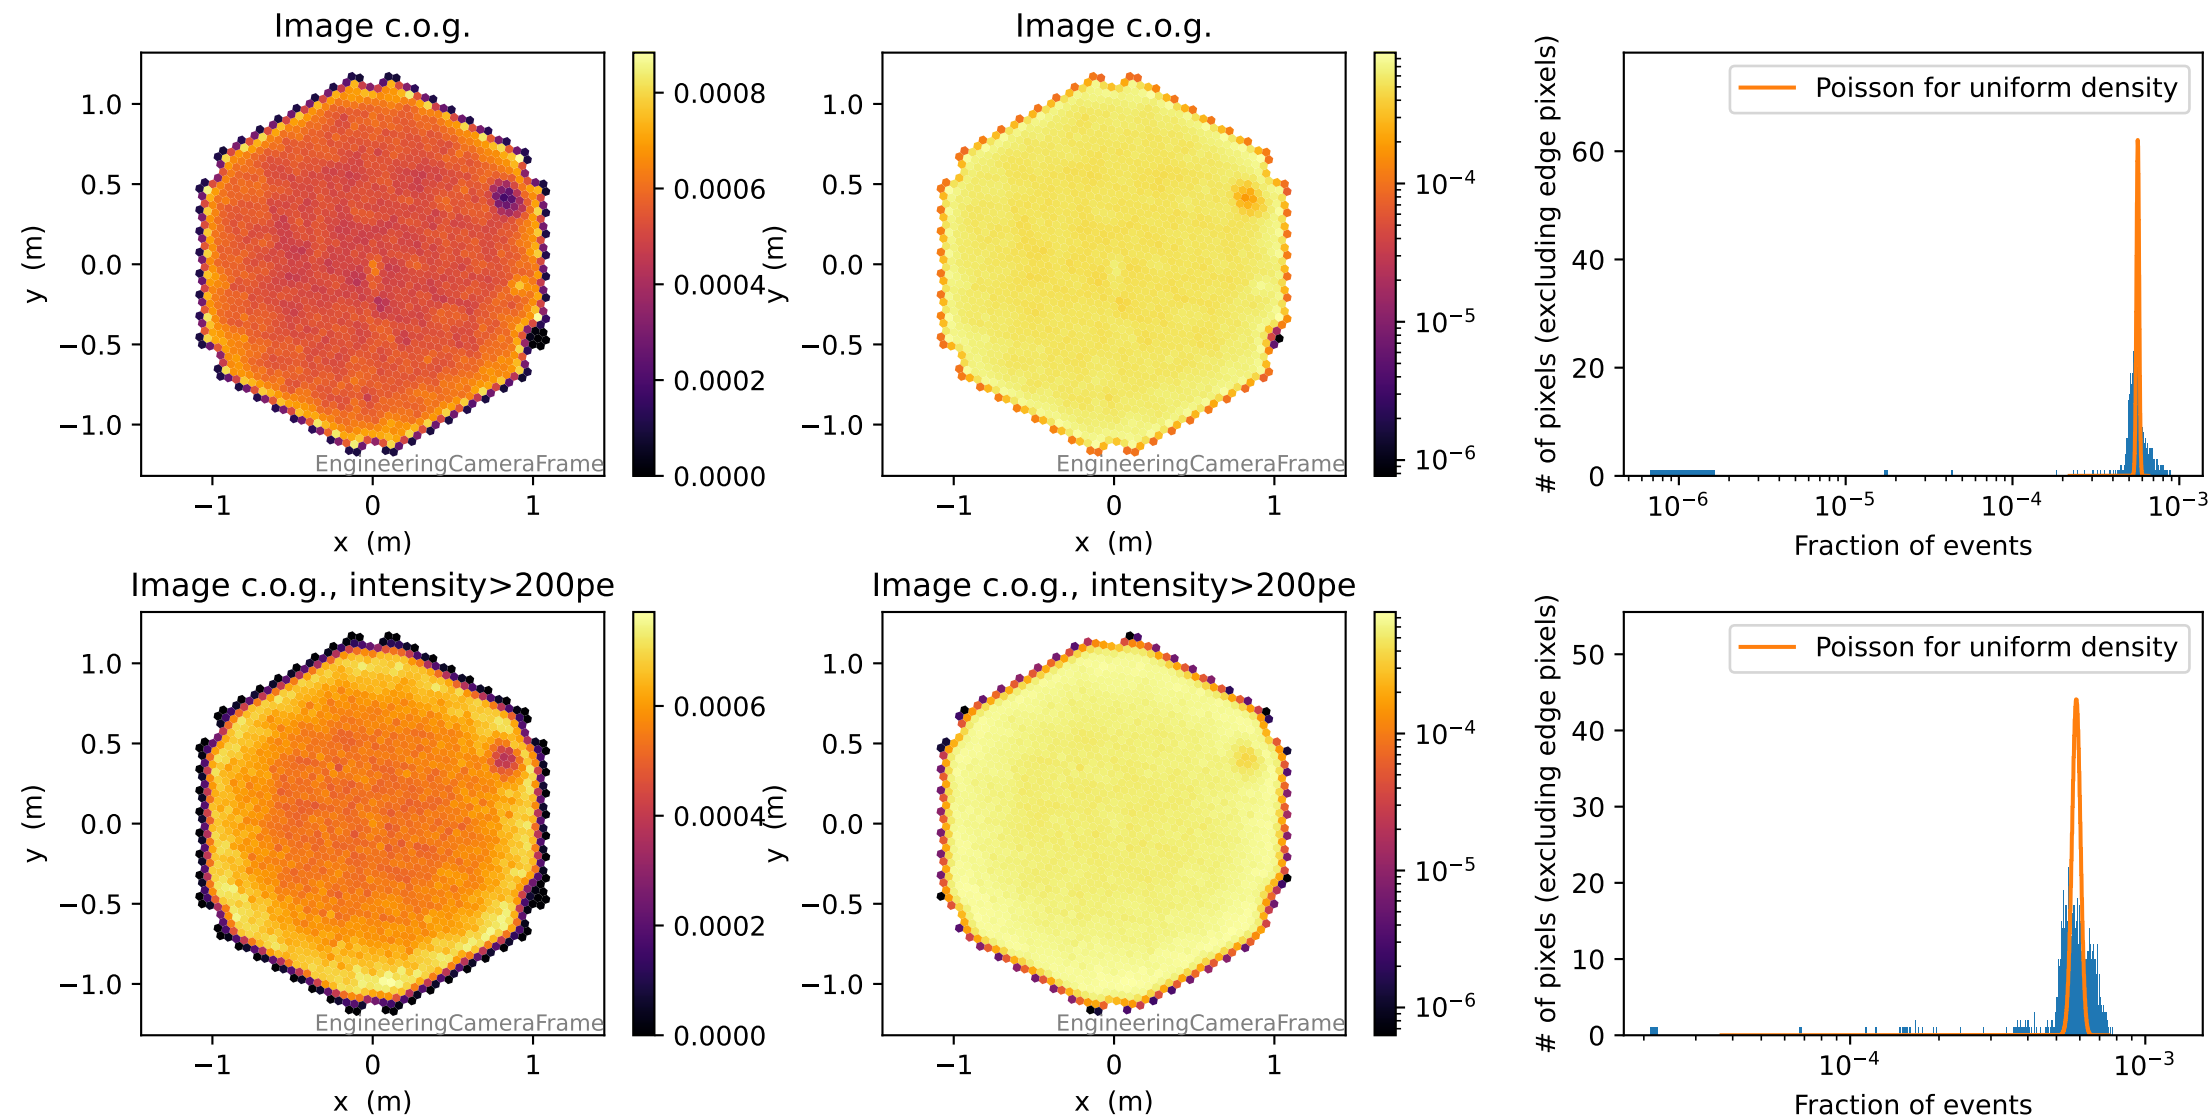 Image c.o.g.
1.0
0.5
0.0
−0.5
−1.0
y (m)
−1
0
1
x (m)
EngineeringCameraFrame
0.0008
0.0006
0.0004
0.0002
0.0000
Image c.o.g.
1.0
0.5
0.0
−0.5
−1.0
y (m)
−1
0
1
x (m)
EngineeringCameraFrame
10−4
10−5
10−6
# of pixels (excluding edge pixels)
60
40
20
0
Poisson for uniform density
10−6
10−5
10−4
10−3
Fraction of events
Image c.o.g., intensity>200pe
1.0
0.5
0.0
−0.5
−1.0
y (m)
−1
0
1
x (m)
EngineeringCameraFrame
0.0006
0.0004
0.0002
0.0000
Image c.o.g., intensity>200pe
1.0
0.5
0.0
−0.5
−1.0
y (m)
−1
0
1
x (m)
EngineeringCameraFrame
10−4
10−5
10−6
# of pixels (excluding edge pixels)
50
40
30
20
10
0
Poisson for uniform density
10−4
10−3
Fraction of events